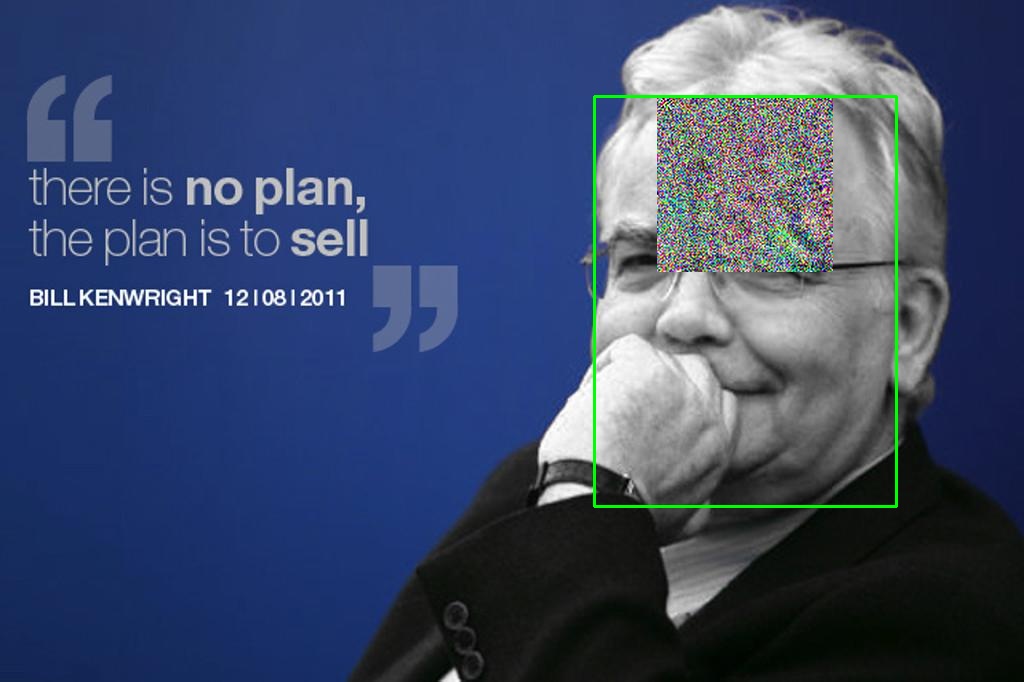 “
there is no plan,
the plan is to sell
”
BILL KENWRIGHT 12|08|2011